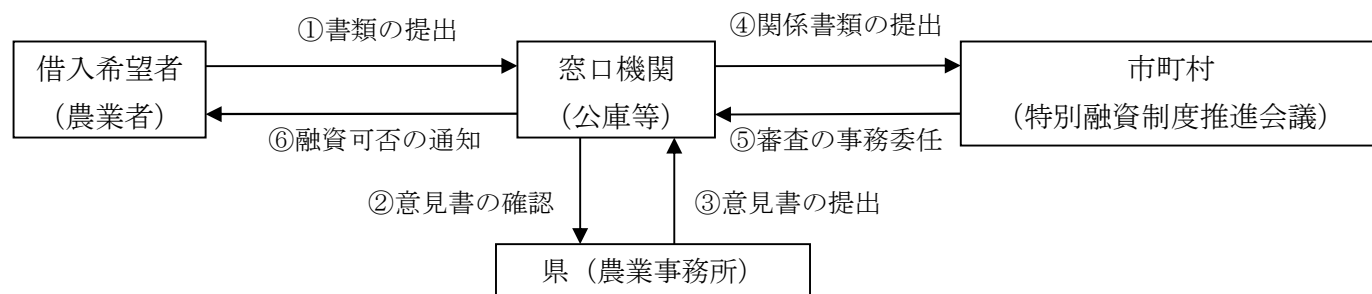 ①書類の提出
④関係書類の提出
借入希望者
(農業者)
窓口機関
(公庫等)
市町村
(特別融資制度推進会議)
⑥融資可否の通知
⑤審査の事務委任
②意見書の確認
③意見書の提出
県(農業事務所)